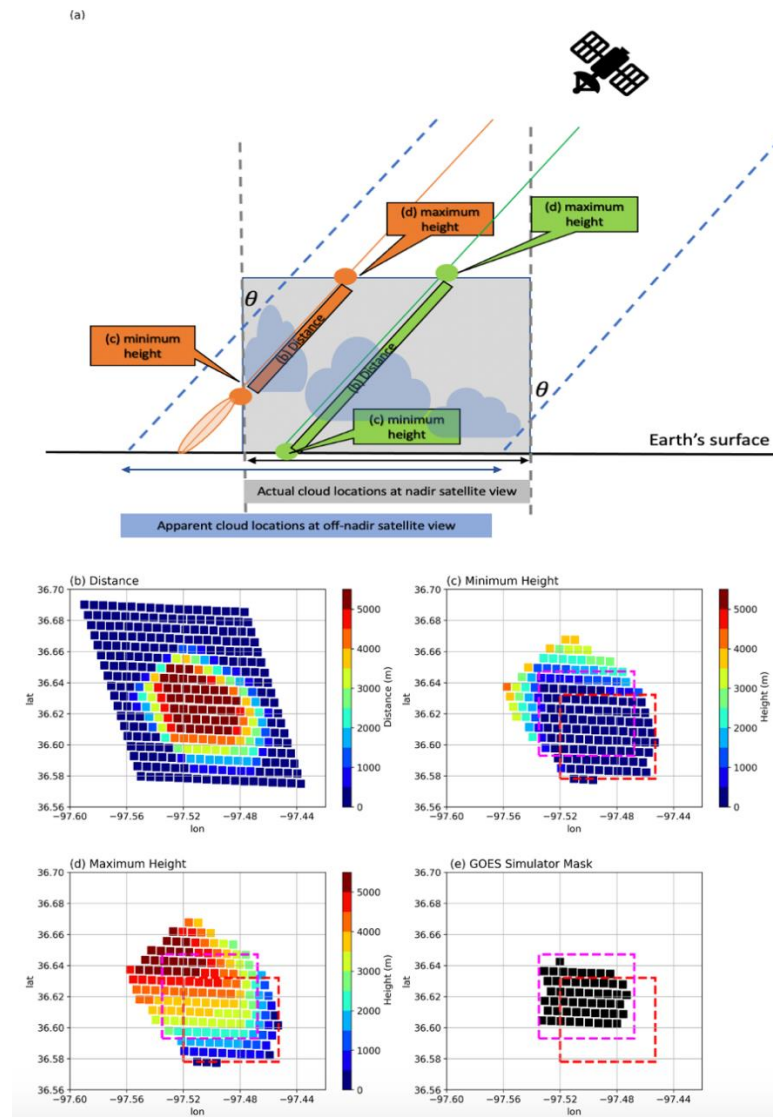 (a)
(d) maximum
height
(d) maximum
height
θ
(c) minimum
height
(b) Distance
(b) Distance
θ
(c) minimum
height
Earth's surface
Actual cloud locations at nadir satellite view
Apparent cloud locations at off-nadir satellite view
(b) Distance
36.70
36.68
36.66
36.64
36.62
36.60
36.58
36.56
lat
−97.60 −97.56 −97.52 −97.48 −97.44
lon
5000
4000
3000
2000
1000
0
Distance (m)
(c) Minimum Height
36.70
36.68
36.66
36.64
36.62
36.60
36.58
36.56
lat
−97.60 −97.56 −97.52 −97.48 −97.44
lon
5000
4000
3000
2000
1000
0
Height (m)
(d) Maximum Height
36.70
36.68
36.66
36.64
36.62
36.60
36.58
36.56
lat
−97.60 −97.56 −97.52 −97.48 −97.44
lon
5000
4000
3000
2000
1000
0
Height (m)
(e) GOES Simulator Mask
36.70
36.68
36.66
36.64
36.62
36.60
36.58
36.56
lat
−97.60 −97.56 −97.52 −97.48 −97.44
lon